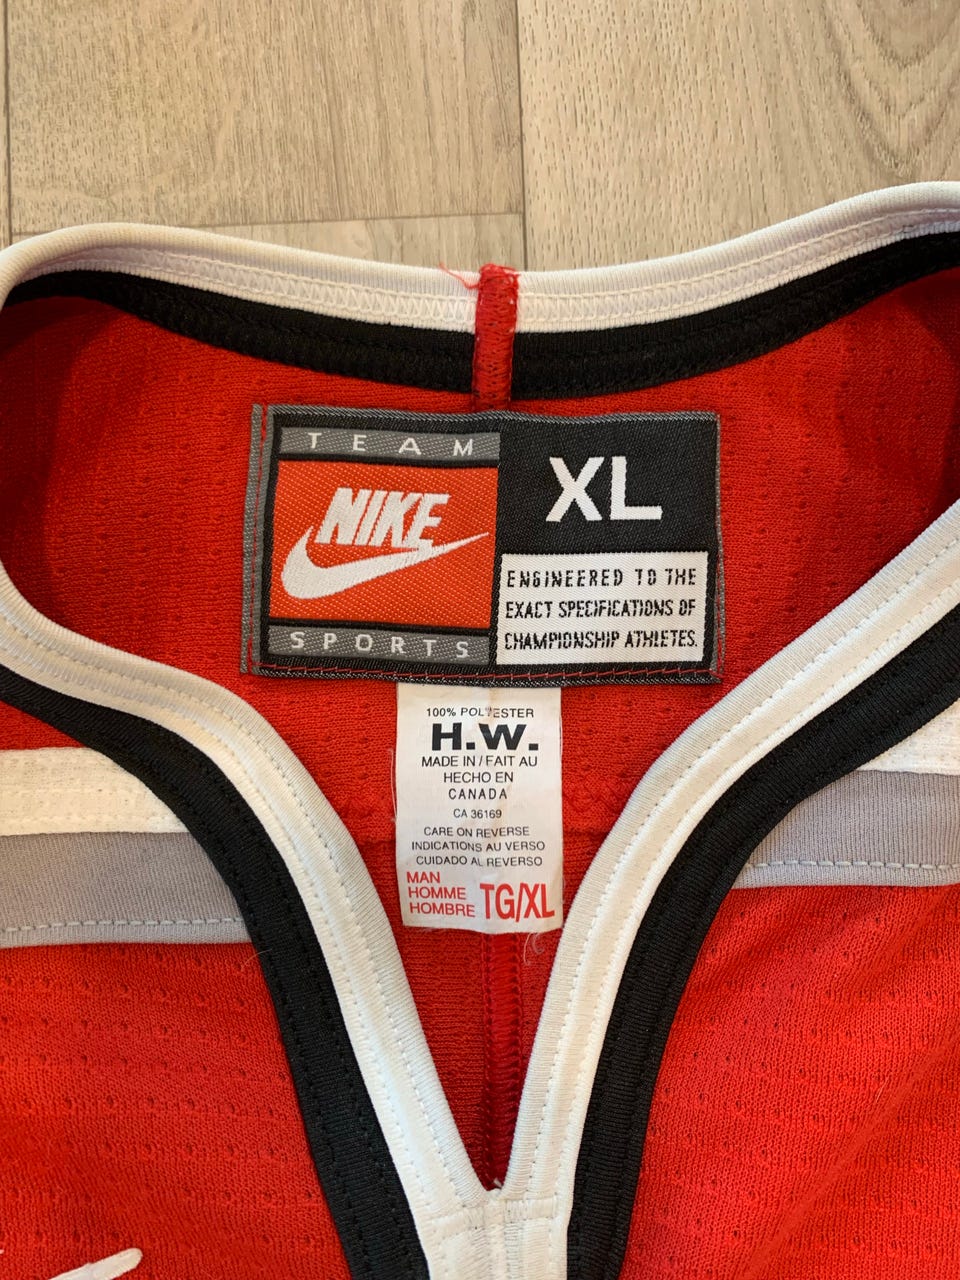 TEAM
NIKE
SPORTS
XL
ENGINEERED TO THE
EXACT SPECIFICATIONS OF
CHAMPIONSHIP ATHLETES.
100% POLYESTER
H.W.
MADE IN / FAIT AU
HECHO EN
CANADA
CA 36169
CARE ON REVERSE
INDICATIONS AU VERSO
CUIDADO AL REVERSO
MAN
HOMME
HOMBRE TG/XL